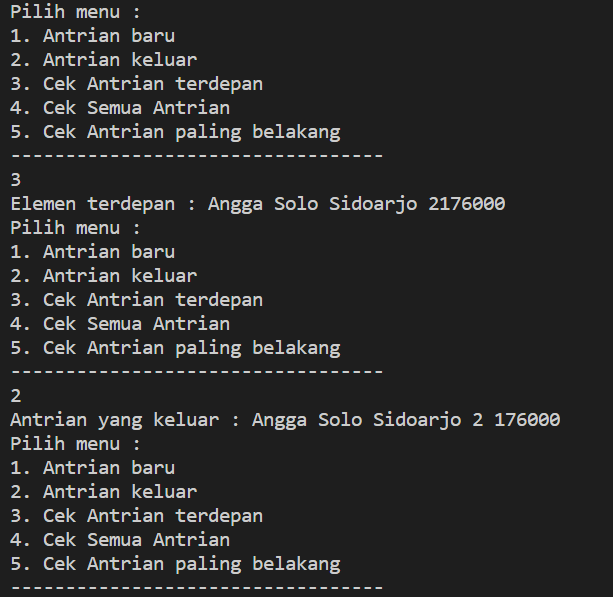 Pilih menu :
1. Antrian baru
2. Antrian keluar
3. Cek Antrian terdepan
4. Cek Semua Antrian
5. Cek Antrian paling belakang
----------------------------------
3
Elemen terdepan : Angga Solo Sidoarjo 2176000
Pilih menu :
1. Antrian baru
2. Antrian keluar
3. Cek Antrian terdepan
4. Cek Semua Antrian
5. Cek Antrian paling belakang
----------------------------------
2
Antrian yang keluar : Angga Solo Sidoarjo 2 176000
Pilih menu :
1. Antrian baru
2. Antrian keluar
3. Cek Antrian terdepan
4. Cek Semua Antrian
5. Cek Antrian paling belakang
----------------------------------